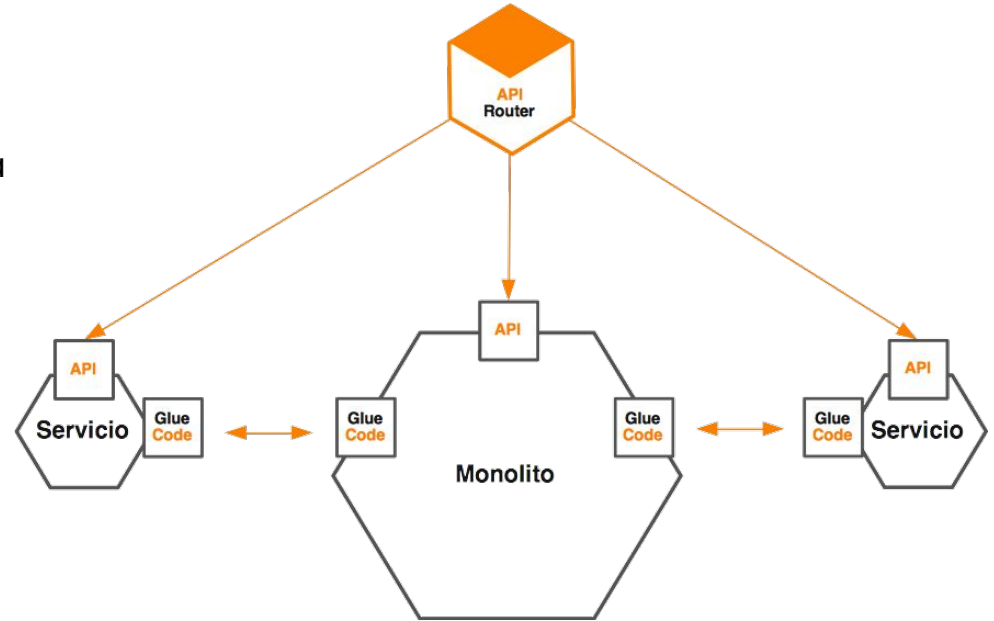 API
Router
API
API
API
Servicio
Glue
Code
Glue
Code
Monolito
Glue
Code
Glue
Code
Servicio